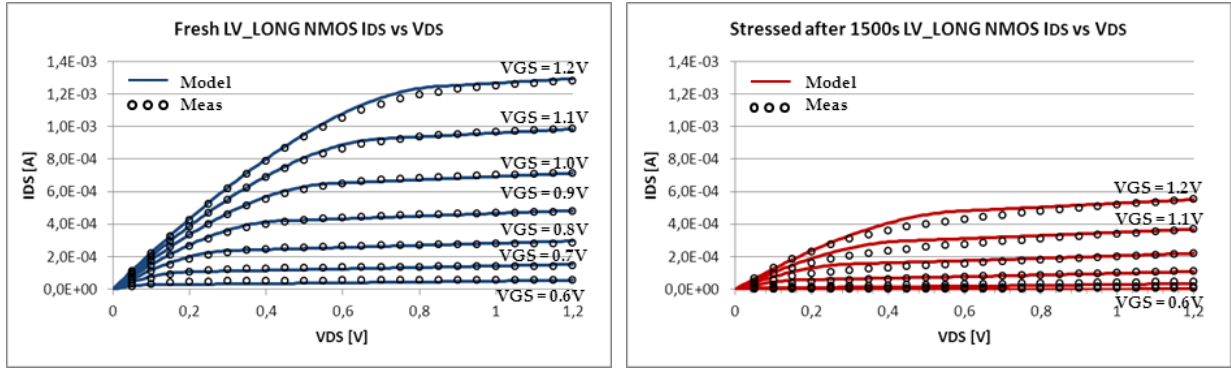 Fresh LV_LONG NMOS IDS vs VDS
1,4E-03
1,2E-03
1,0E-03
8,0E-04
6,0E-04
4,0E-04
2,0E-04
0,0E+00
IDS [A]
Model
Meas
VGS = 1.2V
VGS = 1.1V
VGS = 1.0V
VGS = 0.9V
VGS = 0.8V
VGS = 0.7V
VGS = 0.6V
0 0,2 0,4 0,6 0,8 1 1,2
VDS [V]
Stressed after 1500s LV_LONG NMOS IDS vs VDS
1,4E-03
1,2E-03
1,0E-03
8,0E-04
6,0E-04
4,0E-04
2,0E-04
0,0E+00
IDS [A]
Model
Meas
VGS = 1.2V
VGS = 1.1V
VGS = 0.6V
0 0,2 0,4 0,6 0,8 1 1,2
VDS [V]